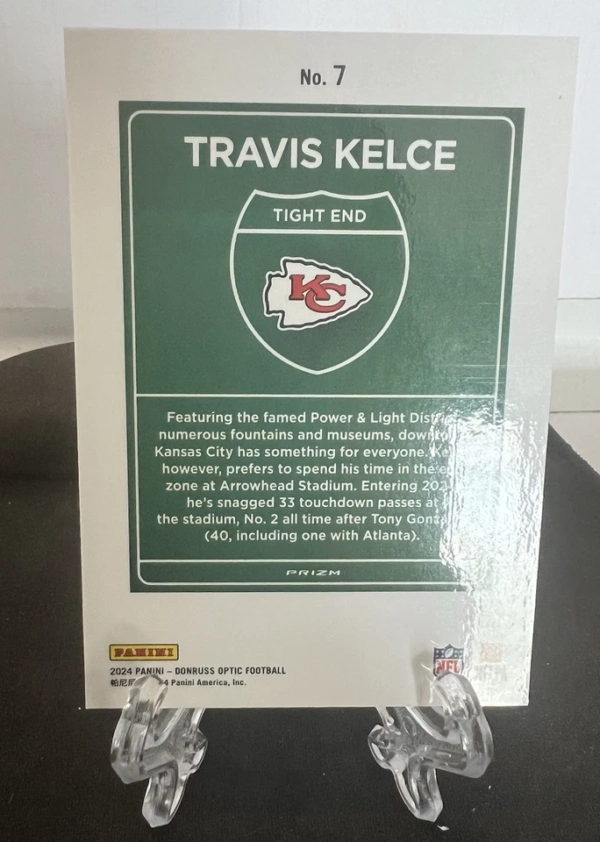 No. 7
TRAVIS KELCE
TIGHT END
KC
Featuring the famed Power & Light
numerous fountains and museums,
Kansas City has something for everyone.
however, prefers to spend his time in the
zone at Arrowhead Stadium. Entering
he's snagged 33 touchdown passes at
the stadium, No. 2 all time after Tony
(40, including one with Atlanta).
PRIZM
PANINI
2024 PANINI – DONRUSS OPTIC FOOTBALL
帕尼 Panini America, Inc.
NFL